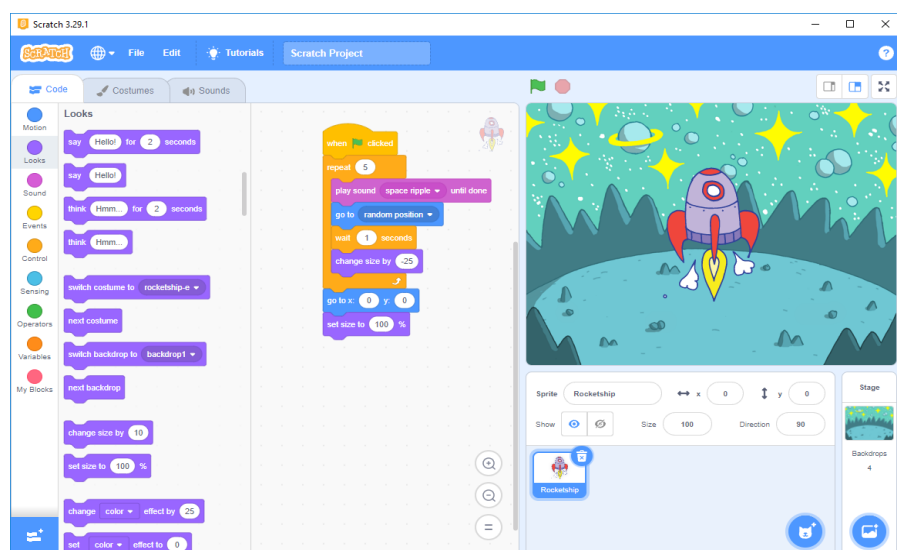 Scratch 3.29.1
SCRATCH File Edit Tutorials Scratch Project ?
Code Costumes Sounds
Motion
Looks
Sound
Events
Control
Sensing
Operators
Variables
My Blocks
Looks
say Hello! for 2 seconds
say Hello!
think Hmm... for 2 seconds
think Hmm...
switch costume to rocketship-e
next costume
switch backdrop to backdrop1
next backdrop
change size by 10
set size to 100 %
change color effect by 25
set color effect to 0
when clicked
repeat 5
play sound space ripple until done
go to random position
wait 1 seconds
change size by -25
go to x: 0 y: 0
set size to 100 %
Sprite Rocketship x 0 y 0
Show Size 100 Direction 90
Rocketship
Stage
Backdrops
4